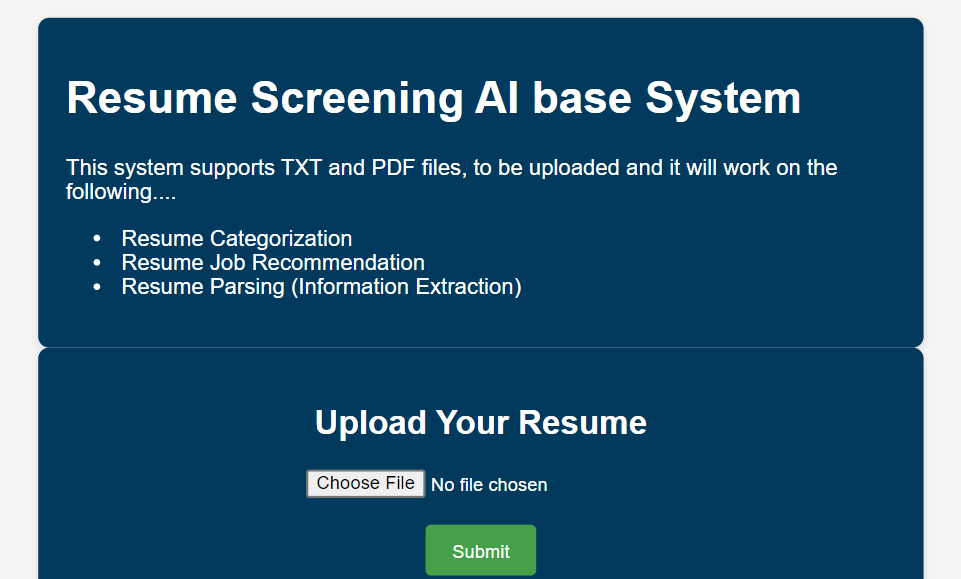 Resume Screening AI base System
This system supports TXT and PDF files, to be uploaded and it will work on the
following....
• Resume Categorization
• Resume Job Recommendation
• Resume Parsing (Information Extraction)
Upload Your Resume
Choose File No file chosen
Submit